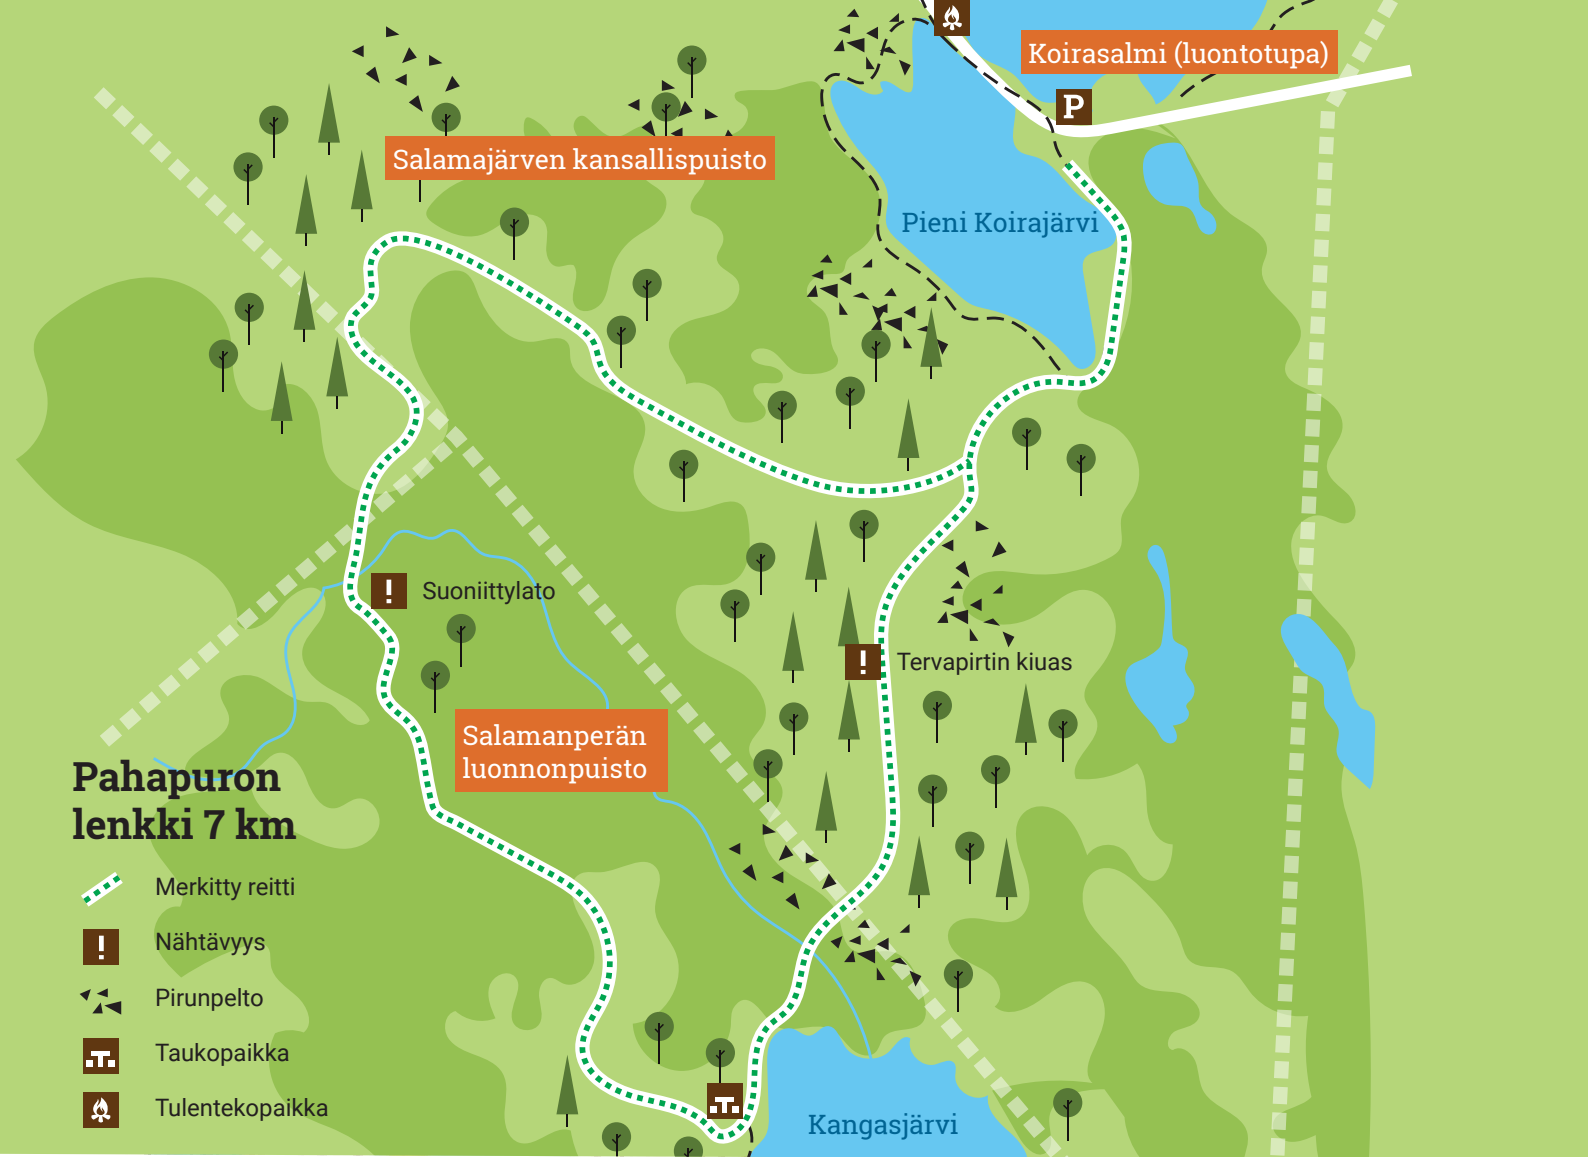 Koirasalmi (luontotupa)
P
Salamajärven kansallispuisto
Pieni Koirajärvi
! Suoniittylato
! Tervapirtin kiuas
Salamanperän
luonnonpuisto
Pahapuron
lenkki 7 km
Merkitty reitti
! Nähtävyys
Pirunpelto
Taukopaikka
Tulentekopaikka
Kangasjärvi